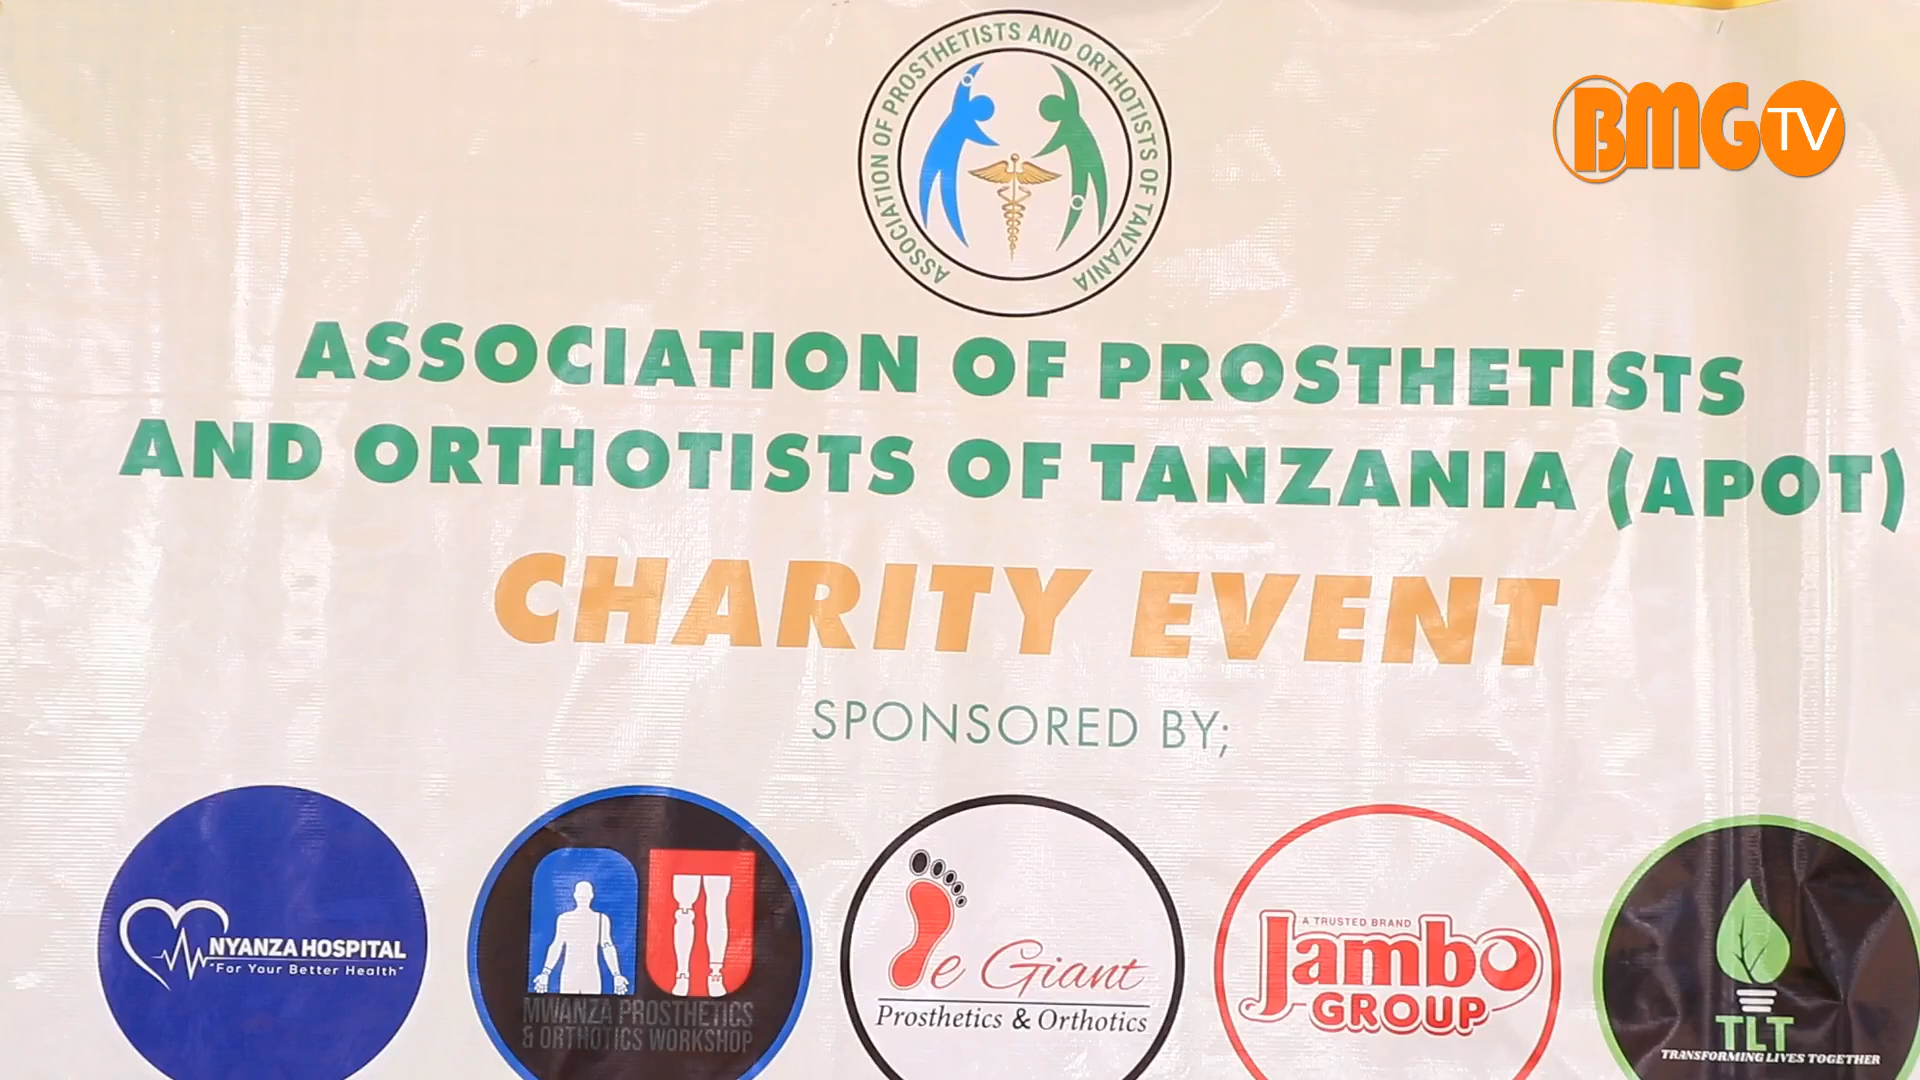 ASSOCIATION OF PROSTHETISTS AND ORTHOTISTS OF TANZANIA
BMG TV
ASSOCIATION OF PROSTHETISTS
AND ORTHOTISTS OF TANZANIA (APOT)
CHARITY EVENT
SPONSORED BY;
NYANZA HOSPITAL
"For Your Better Health"
MWANZA PROSTHETICS
& ORTHOTICS WORKSHOP
e Giant
Prosthetics & Orthotics
A TRUSTED BRAND
Jambo
GROUP
TLT
TRANSFORMING LIVES TOGETHER